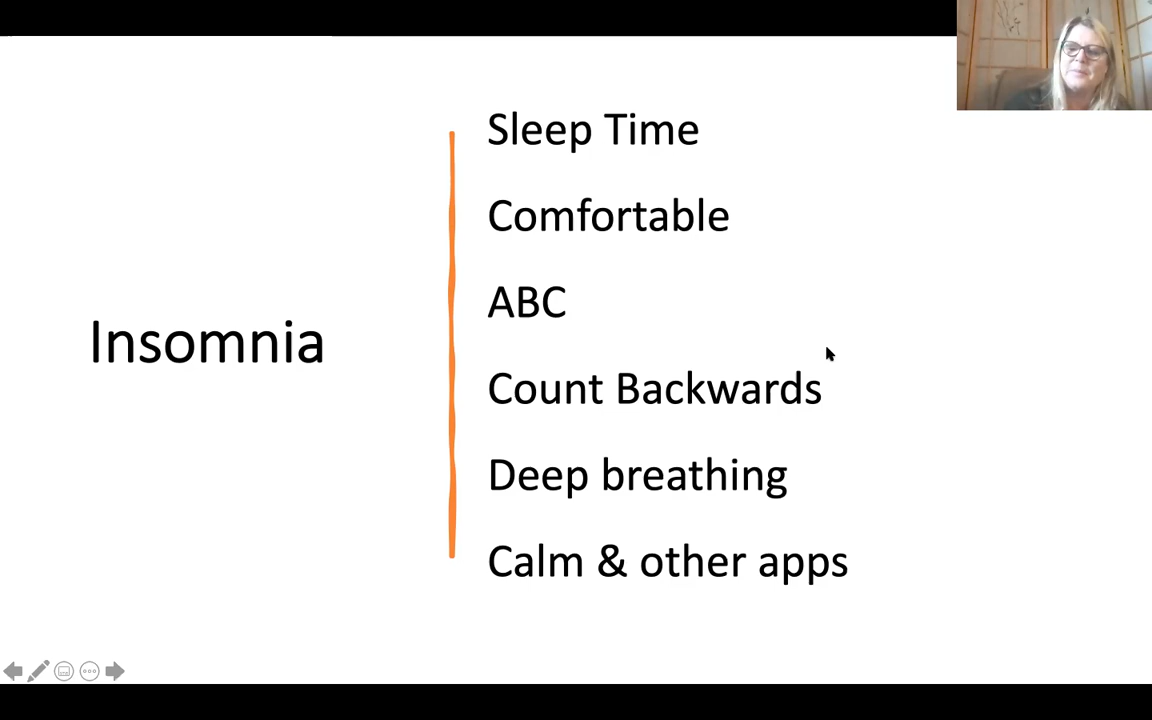 Insomnia
Sleep Time
Comfortable
ABC
Count Backwards
Deep breathing
Calm & other apps